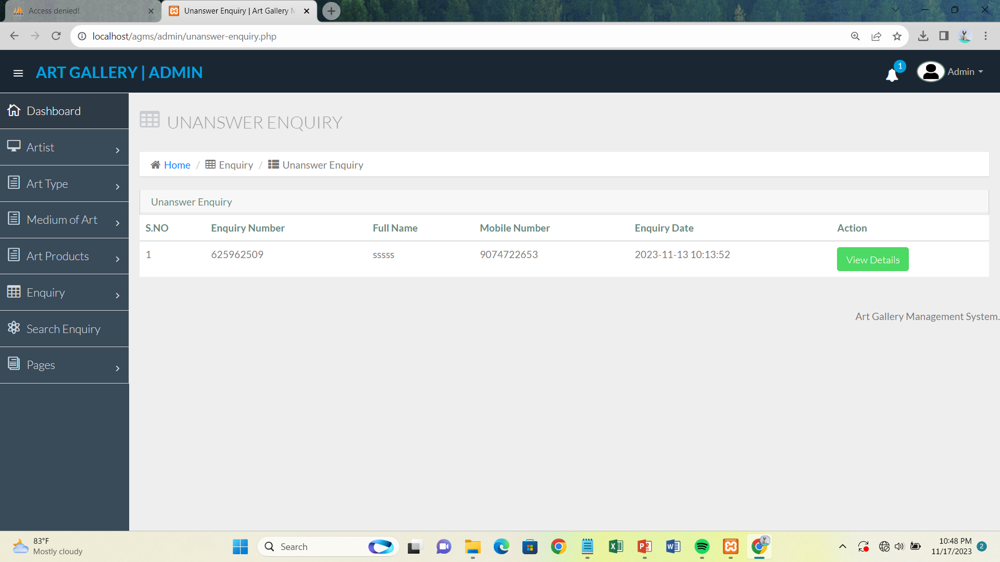 Access denied!
Unanswer Enquiry | Art Gallery M
localhost/agms/admin/unanswer-enquiry.php
ART GALLERY | ADMIN
1
Admin
Dashboard
Artist
Art Type
Medium of Art
Art Products
Enquiry
Search Enquiry
Pages
UNANSWER ENQUIRY
Home / Enquiry / Unanswer Enquiry
Unanswer Enquiry
S.NO Enquiry Number Full Name Mobile Number Enquiry Date Action
1 625962509 sssss 9074722653 2023-11-13 10:13:52 View Details
Art Gallery Management System.
83°F
Mostly cloudy
Search
10:48 PM
11/17/2023
2